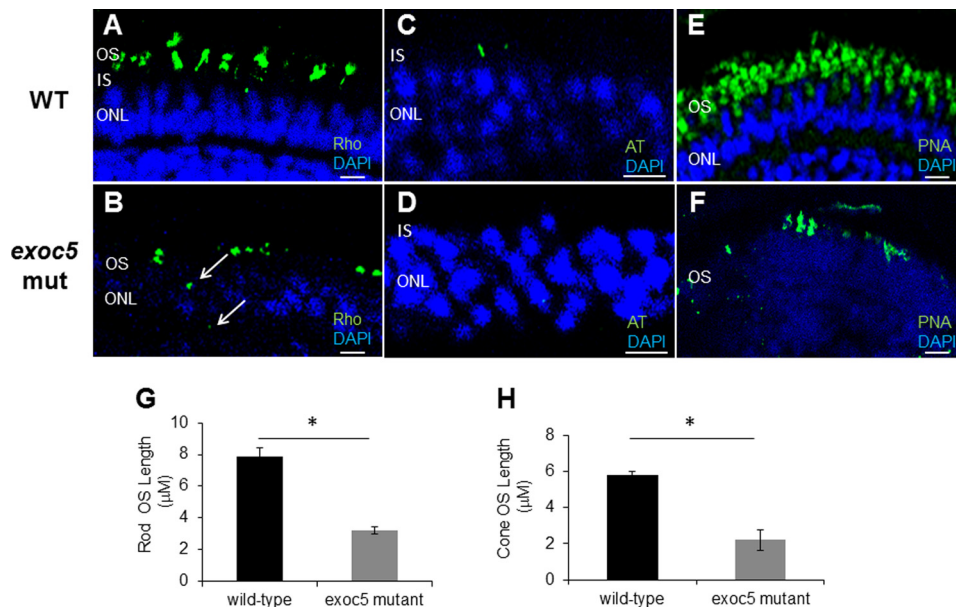 A
OS
IS
ONL
Rho
DAPI
C
IS
ONL
AT
DAPI
E
OS
ONL
PNA
DAPI
WT
B
OS
ONL
Rho
DAPI
D
IS
ONL
AT
DAPI
F
OS
PNA
DAPI
exoc5
mut
G
Rod OS Length
(μM)
10
8
6
4
2
0
*
wild-type exoc5 mutant
H
Cone OS Length
(μM)
8
6
4
2
0
*
wild-type exoc5 mutant